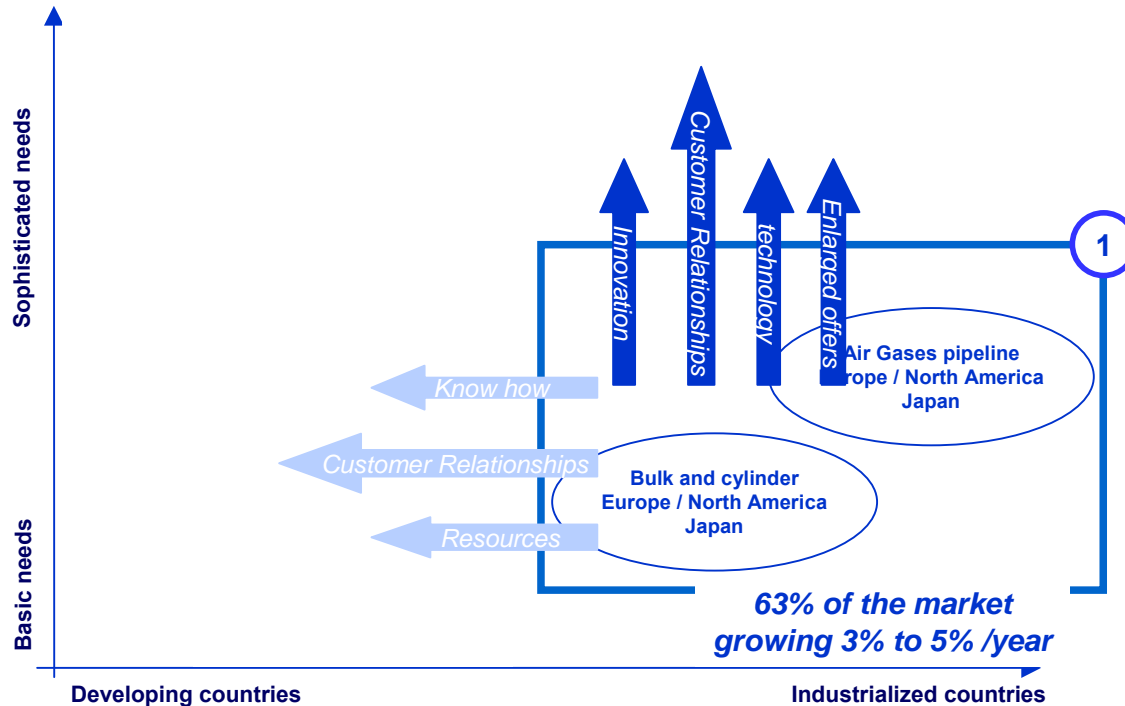 Sophisticated needs
Basic needs
Innovation
Customer Relationships
technology
Enlarged offers
1
Air Gases pipeline
rope / North America
Japan
Know how
Customer Relationships
Resources
Bulk and cylinder
Europe / North America
Japan
63% of the market
growing 3% to 5% /year
Developing countries
Industrialized countries